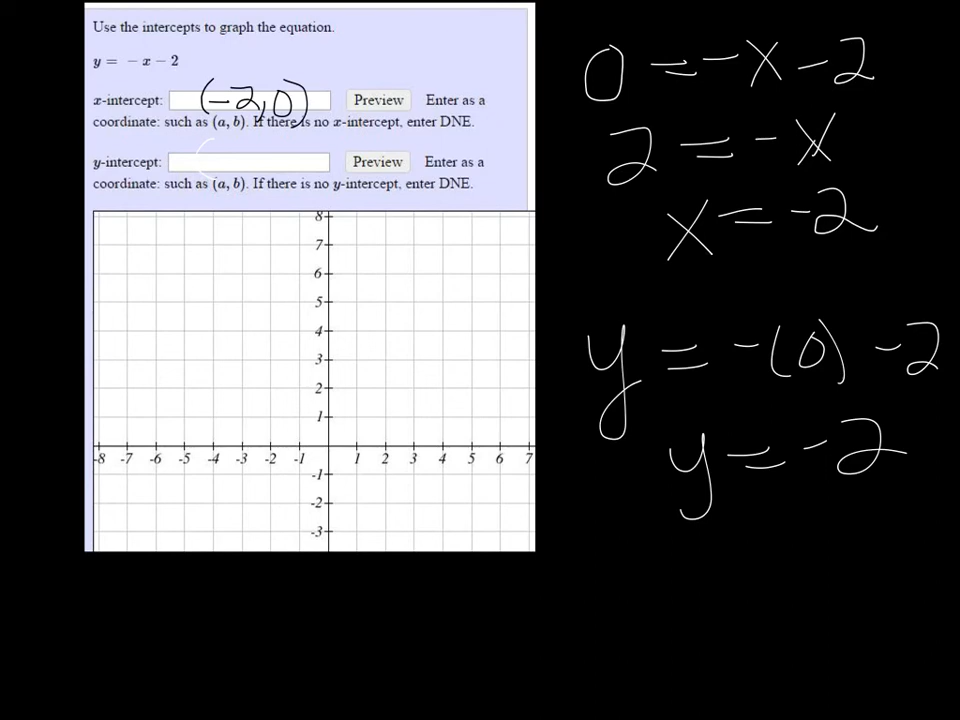 Use the intercepts to graph the equation.
y = − x − 2
x-intercept: (-2,0) Preview Enter as a
coordinate: such as (a, b). If there is no x-intercept, enter DNE.
y-intercept: ( Preview Enter as a
coordinate: such as (a, b). If there is no y-intercept, enter DNE.
8
7
6
5
4
3
2
1
-8 -7 -6 -5 -4 -3 -2 -1 1 2 3 4 5 6 7
-1
-2
-3
0 = -x - 2
2 = -x
x = -2
y = -(0) -2
y = -2